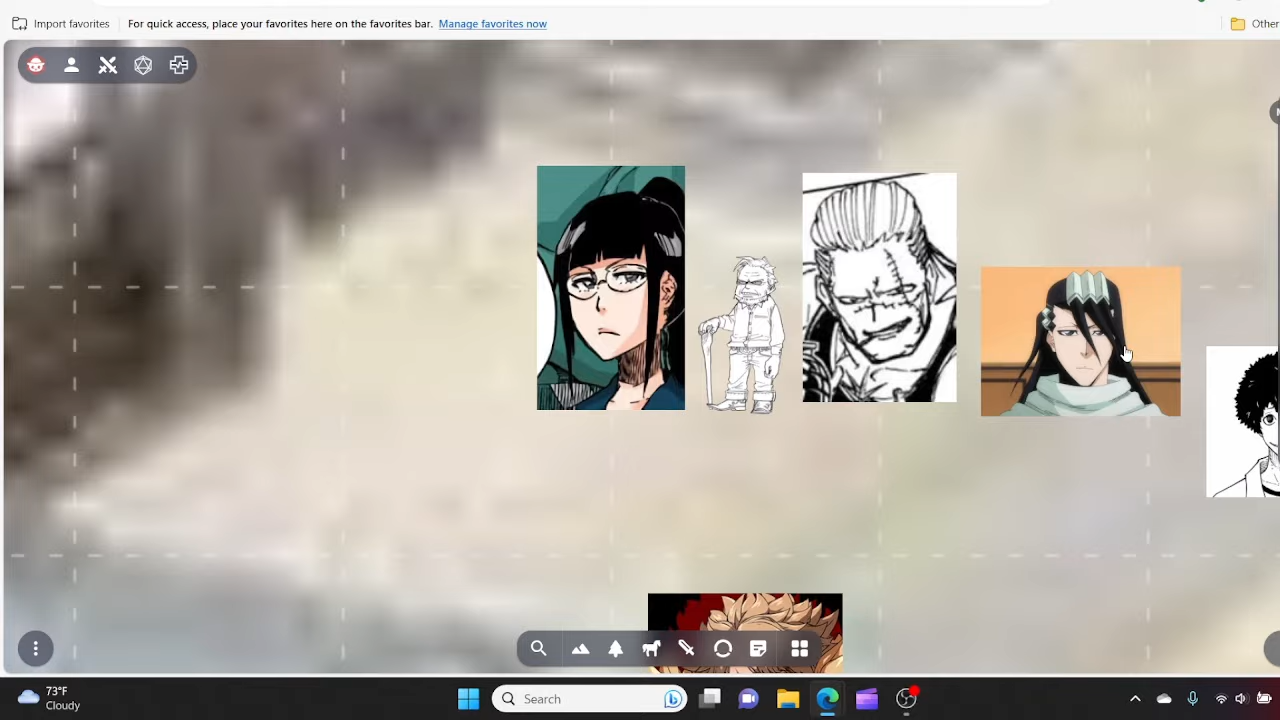 Import favorites
For quick access, place your favorites here on the favorites bar. Manage favorites now
Other
73°F
Cloudy
Search